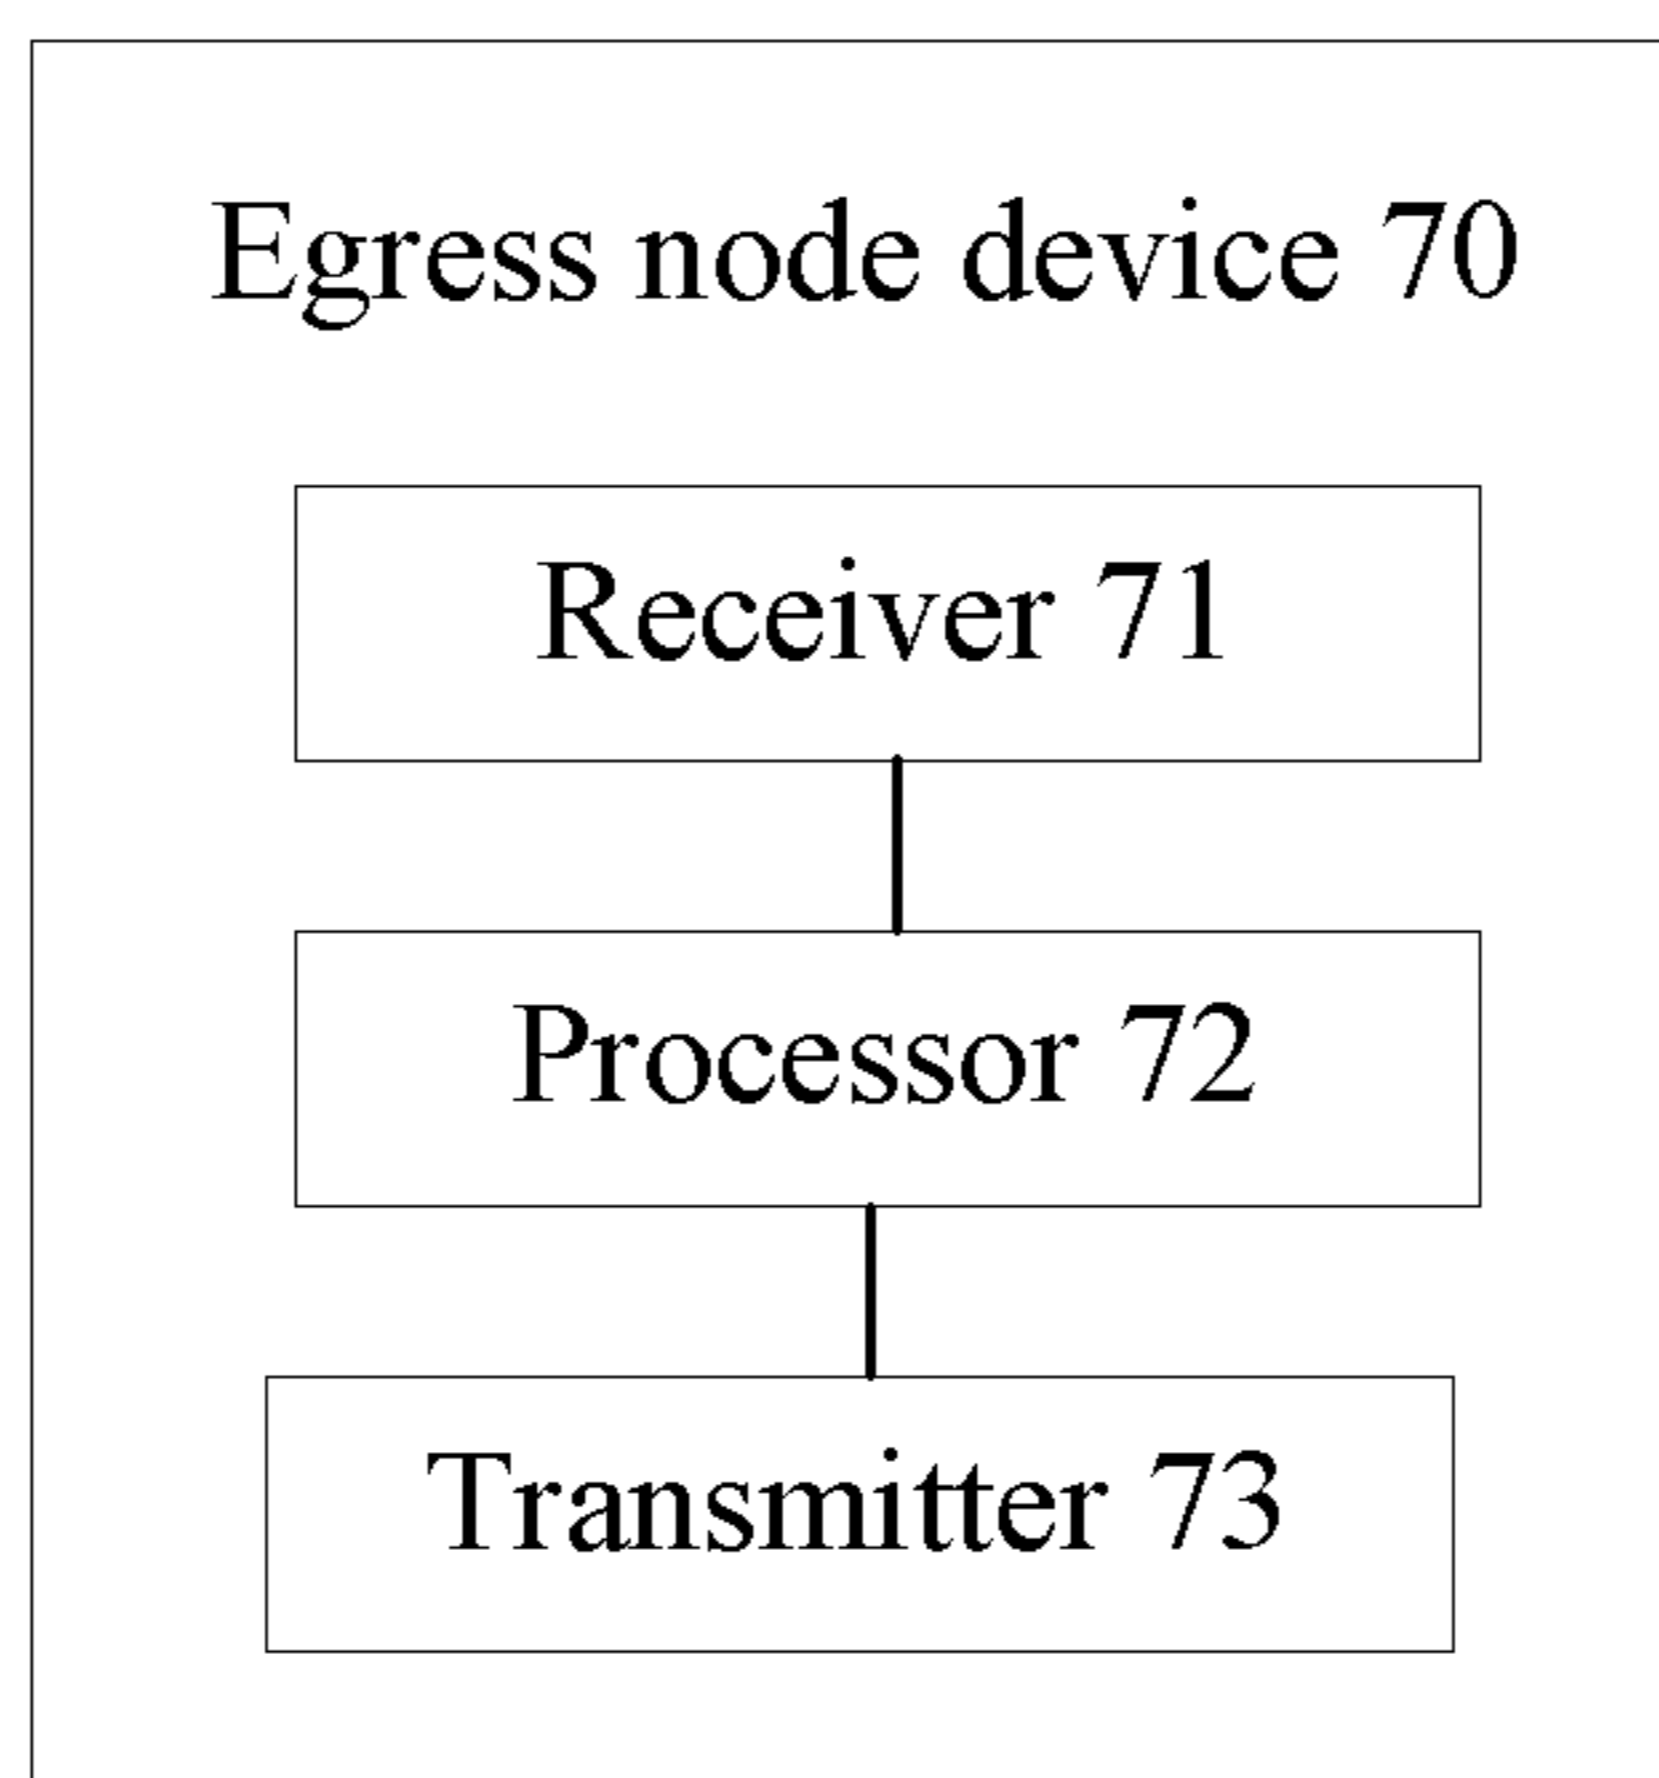 Egress node device 70
Receiver 71
Processor 72
Transmitter 73